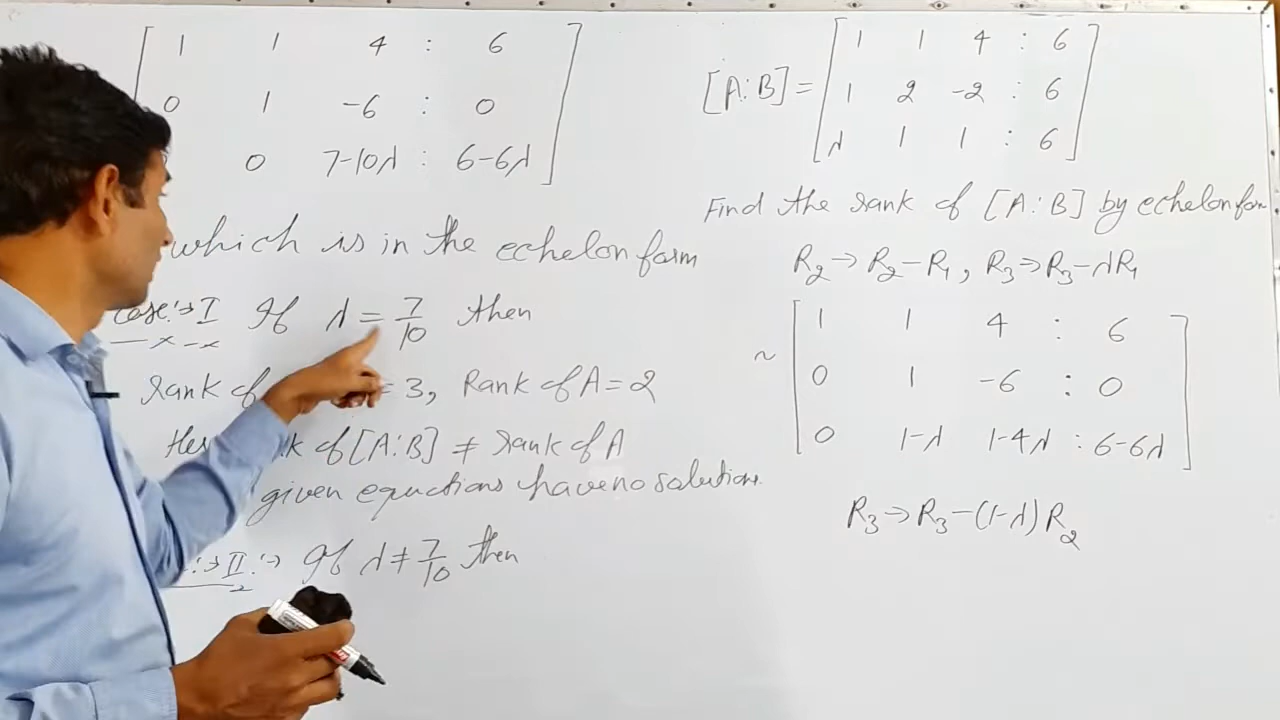 1 1 4 : 6
0 1 -6 : 0
0 7-10λ : 6-6λ
which is in the echelon form
case:→ I If λ = 7/10 then
Rank of = 3, Rank of A = 2
of [A:B] ≠ Rank of A
given equations have no solution.
II :→ If λ ≠ 7/10 then
[A:B] =
1 1 4 : 6
1 2 -2 : 6
λ 1 1 : 6
Find the rank of [A:B] by echelon
R₂ → R₂ - R₁, R₃ → R₃ - λR₁
~
1 1 4 : 6
0 1 -6 : 0
0 1-λ 1-4λ : 6-6λ
R₃ → R₃ - (1-λ) R₂